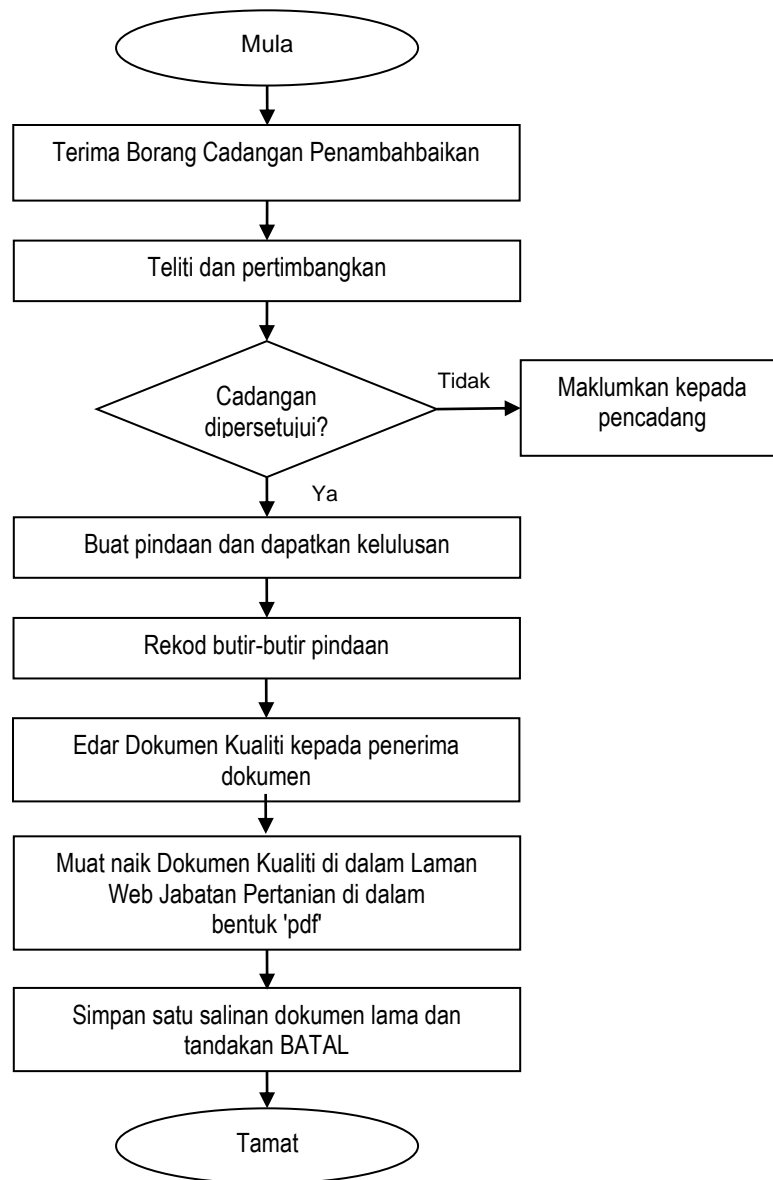 Mula
Terima Borang Cadangan Penambahbaikan
Teliti dan pertimbangkan
Cadangan
dipersetujui?
Tidak
Maklumkan kepada
pencadang
Ya
Buat pindaan dan dapatkan kelulusan
Rekod butir-butir pindaan
Edar Dokumen Kualiti kepada penerima
dokumen
Muat naik Dokumen Kualiti di dalam Laman
Web Jabatan Pertanian di dalam
bentuk 'pdf'
Simpan satu salinan dokumen lama dan
tandakan BATAL
Tamat